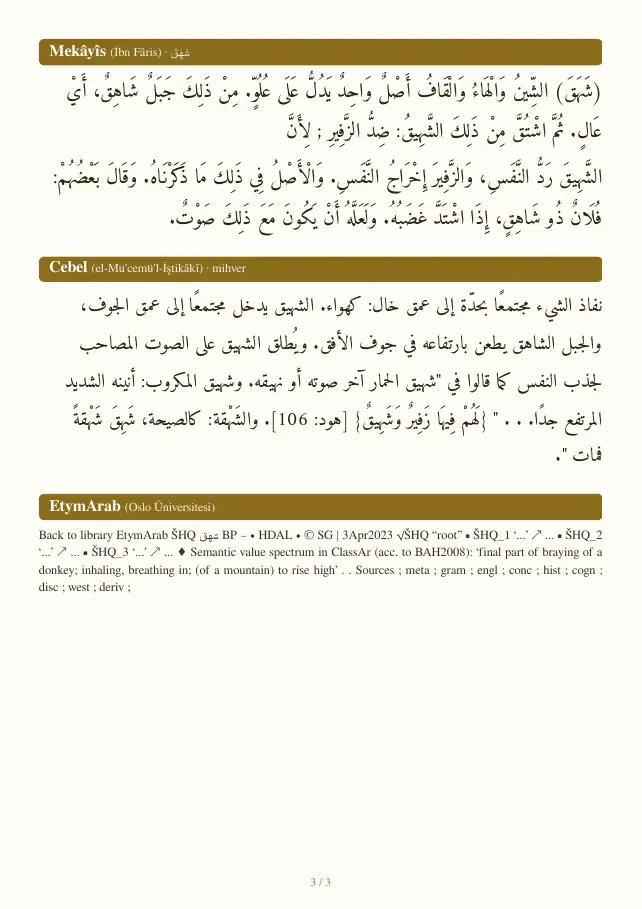 Mekâyîs (İbn Fâris) · شهق
(شَهَقَ) الشِّينُ وَالْهَاءُ وَالْقَافُ أَصْلٌ وَاحِدٌ يَدُلُّ عَلَى عُلُوٍّ. مِنْ ذَلِكَ جَبَلٌ شَاهِقٌ، أَيْ
عَالٍ. ثُمَّ اشْتُقَّ مِنْ ذَلِكَ الشَّهِيقُ: ضِدُّ الزَّفِيرِ ; لِأَنَّ
الشَّهِيقَ رَدُّ النَّفَسِ، وَالزَّفِيرَ إِخْرَاجُ النَّفَسِ. وَالْأَصْلُ فِي ذَلِكَ مَا ذَكَرْنَاهُ. وَقَالَ بَعْضُهُمْ:
فُلَانٌ ذُو شَاهِقٍ، إِذَا اشْتَدَّ غَضَبُهُ. وَلَعَلَّهُ أَنْ يَكُونَ مَعَ ذَلِكَ صَوْتٌ.
Cebel (el-Mu'cemü'l-İştikâkî) · mihver
نفاذ الشيء مجتمعًا بحدّة إلى عمق خال: كهواء. الشهيق يدخل مجتمعًا إلى عمق الجوف،
والجبل الشاهق يطعن بارتفاعه في جوف الأفق. ويُطلق الشهيق على الصوت المصاحب
لجذب النفس كما قالوا في "شهيق الحمار آخر صوته أو نهيقه. وشهيق المكروب: أنينه الشديد
المرتفع جدًا. . . " {لَهُمْ فِيهَا زَفِيرٌ وَشَهِيقٌ} [هود: 106]. والشَهْقة: كالصيحة، شَهِقَ شَهْقةً
فمات ".
EtymArab (Oslo Üniversitesi)
Back to library EtymArab ŠHQ شهق BP – • HDAL • © SG | 3Apr2023 √ŠHQ “root” ▪ ŠHQ_1 ‘...’ ↗ ... ▪ ŠHQ_2
‘...’ ↗ ... ▪ ŠHQ_3 ‘...’ ↗ ... ♦ Semantic value spectrum in ClassAr (acc. to BAH2008): ‘final part of braying of a
donkey; inhaling, breathing in; (of a mountain) to rise high’ . . Sources ; meta ; gram ; engl ; conc ; hist ; cogn ;
disc ; west ; deriv ;
3 / 3